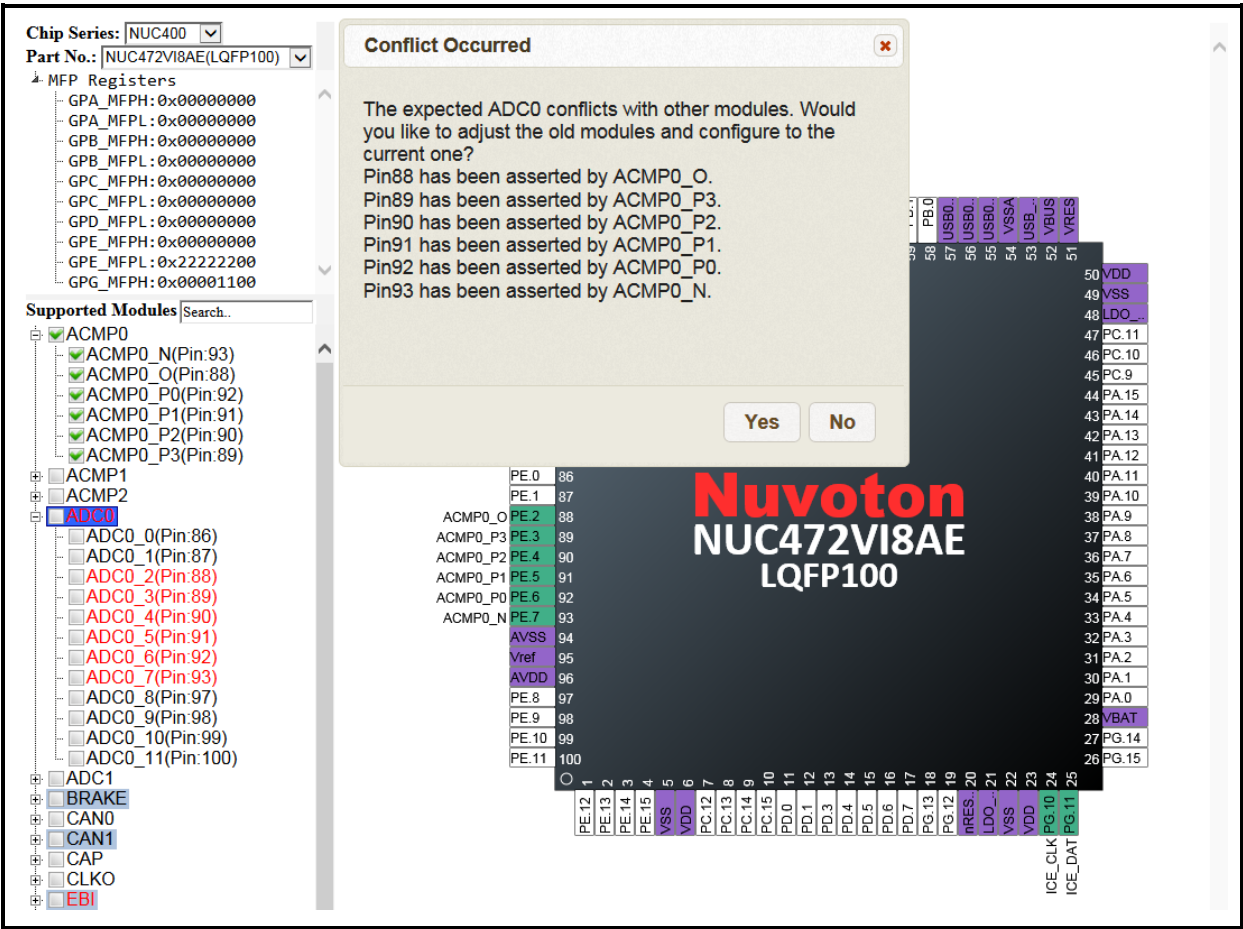 Chip Series: NUC400
Part No.: NUC472VI8AE(LQFP100)
MFP Registers
GPA_MFPH:0x00000000
GPA_MFPL:0x00000000
GPB_MFPH:0x00000000
GPB_MFPL:0x00000000
GPC_MFPH:0x00000000
GPC_MFPL:0x00000000
GPD_MFPL:0x00000000
GPE_MFPH:0x00000000
GPE_MFPL:0x22222200
GPG_MFPH:0x00001100
Supported Modules Search..
ACMP0
ACMP0_N(Pin:93)
ACMP0_O(Pin:88)
ACMP0_P0(Pin:92)
ACMP0_P1(Pin:91)
ACMP0_P2(Pin:90)
ACMP0_P3(Pin:89)
ACMP1
ACMP2
ADC0
ADC0_0(Pin:86)
ADC0_1(Pin:87)
ADC0_2(Pin:88)
ADC0_3(Pin:89)
ADC0_4(Pin:90)
ADC0_5(Pin:91)
ADC0_6(Pin:92)
ADC0_7(Pin:93)
ADC0_8(Pin:97)
ADC0_9(Pin:98)
ADC0_10(Pin:99)
ADC0_11(Pin:100)
ADC1
BRAKE
CAN0
CAN1
CAP
CLKO
EBI
Conflict Occurred
The expected ADC0 conflicts with other modules. Would
you like to adjust the old modules and configure to the
current one?
Pin88 has been asserted by ACMP0_O.
Pin89 has been asserted by ACMP0_P3.
Pin90 has been asserted by ACMP0_P2.
Pin91 has been asserted by ACMP0_P1.
Pin92 has been asserted by ACMP0_P0.
Pin93 has been asserted by ACMP0_N.
Yes No
PB.0 USB0.. USB0.. USB0.. VSSA USB_.. VBUS VRES
58 57 56 55 54 53 52 51
50 VDD
49 VSS
48 LDO_..
47 PC.11
46 PC.10
45 PC.9
44 PA.15
43 PA.14
42 PA.13
41 PA.12
40 PA.11
39 PA.10
38 PA.9
37 PA.8
36 PA.7
35 PA.6
34 PA.5
33 PA.4
32 PA.3
31 PA.2
30 PA.1
29 PA.0
28 VBAT
27 PG.14
26 PG.15
PE.0 86
PE.1 87
ACMP0_O PE.2 88
ACMP0_P3 PE.3 89
ACMP0_P2 PE.4 90
ACMP0_P1 PE.5 91
ACMP0_P0 PE.6 92
ACMP0_N PE.7 93
AVSS 94
Vref 95
AVDD 96
PE.8 97
PE.9 98
PE.10 99
PE.11 100
Nuvoton
NUC472VI8AE
LQFP100
1 2 3 4 5 6 7 8 9 10 11 12 13 14 15 16 17 18 19 20 21 22 23 24 25
PE.12 PE.13 PE.14 PE.15 VSS VDD PC.12 PC.13 PC.14 PC.15 PD.0 PD.1 PD.3 PD.4 PD.5 PD.6 PD.7 PG.13 PG.12 nRES.. LDO_.. VSS VDD PG.10 PG.11
ICE_CLK ICE_DAT